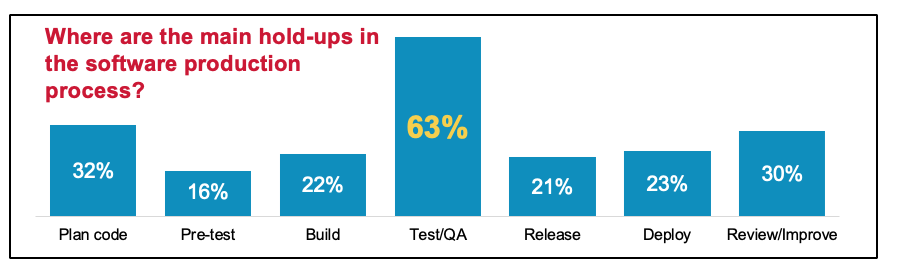 Where are the main hold-ups in
the software production
process?
63%
32%
16%
22%
21%
23%
30%
Plan code
Pre-test
Build
Test/QA
Release
Deploy
Review/Improve